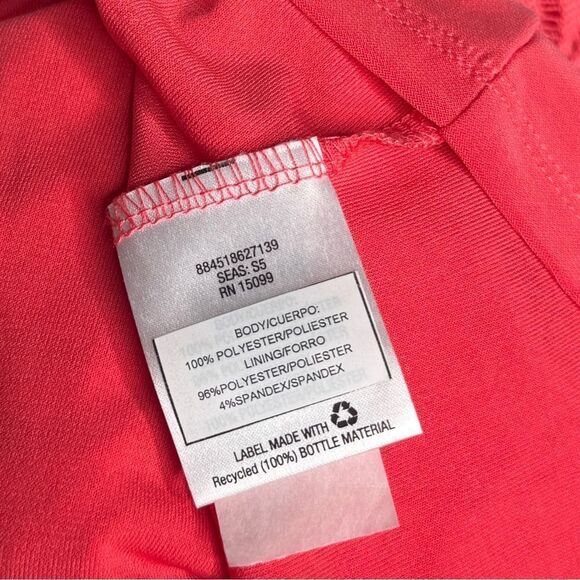 884518627139
SEAS: S5
RN 15099
BODY/CUERPO:
100% POLYESTER/POLIESTER
LINING/FORRO
96%POLYESTER/POLIESTER
4%SPANDEX/SPANDEX
LABEL MADE WITH
Recycled (100%) BOTTLE MATERIAL